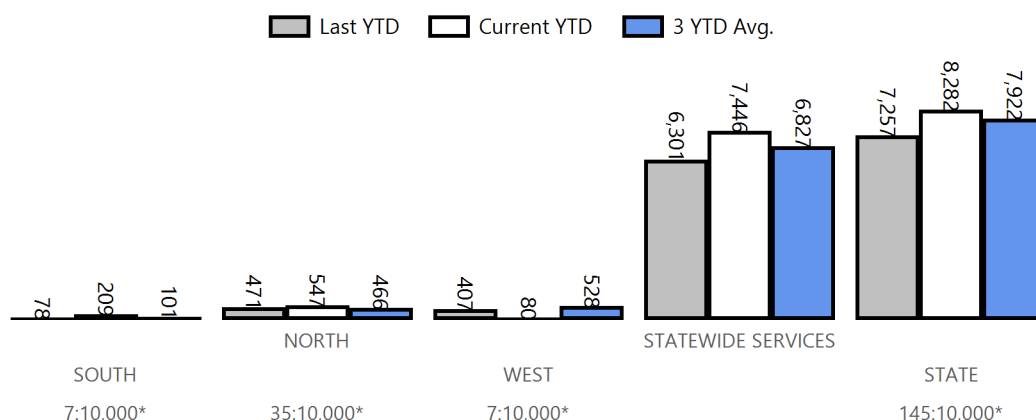 Last YTD Current YTD 3 YTD Avg.
78 209 101 471 547 466 407 80 528 6,301 7,446 6,827 7,257 8,282 7,922
NORTH STATEWIDE SERVICES
SOUTH WEST STATE
7:10,000* 35:10,000* 7:10,000* 145:10,000*